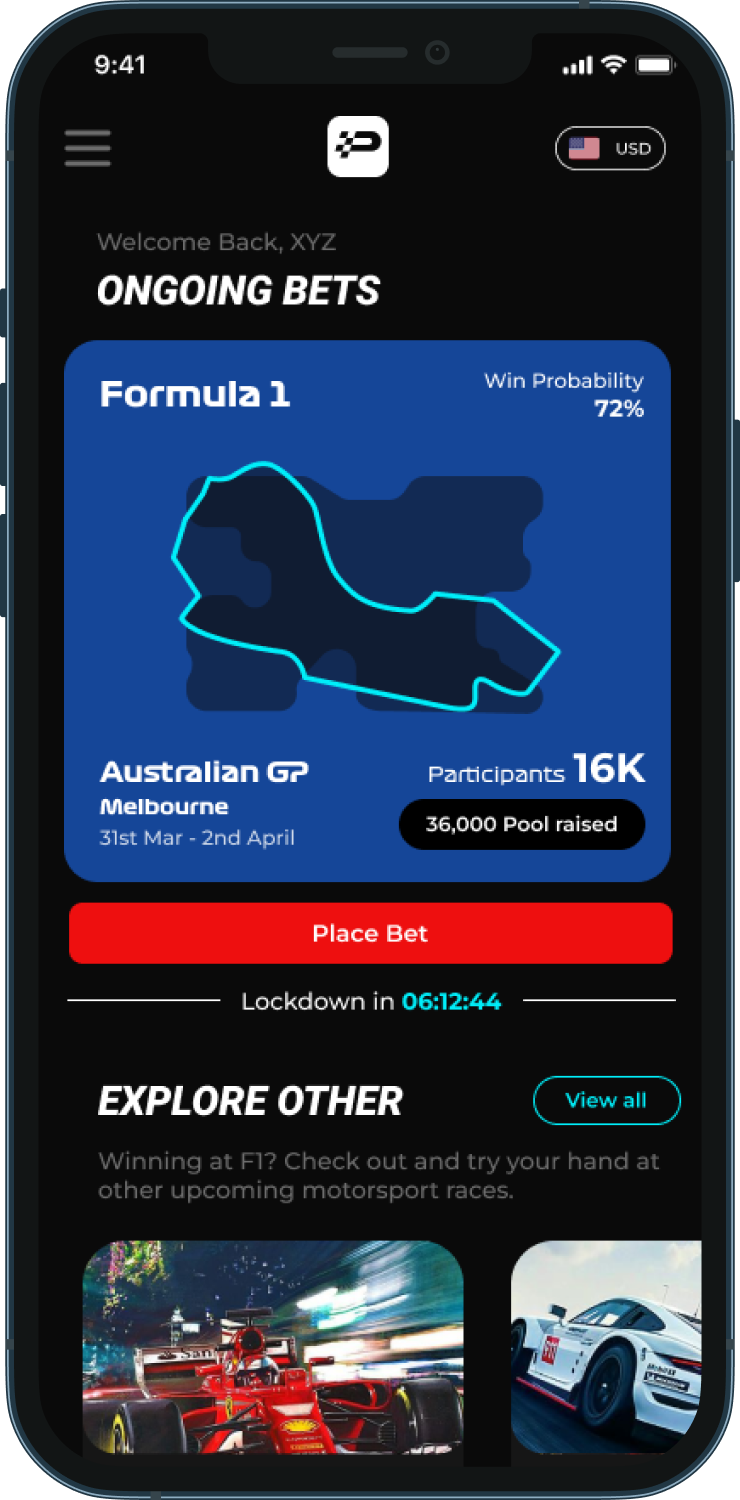 9:41
USD
Welcome Back, XYZ
ONGOING BETS
Formula 1
Win Probability
72%
Australian GP
Participants 16K
Melbourne
36,000 Pool raised
31st Mar - 2nd April
Place Bet
Lockdown in 06:12:44
EXPLORE OTHER
View all
Winning at F1? Check out and try your hand at
other upcoming motorsport races.